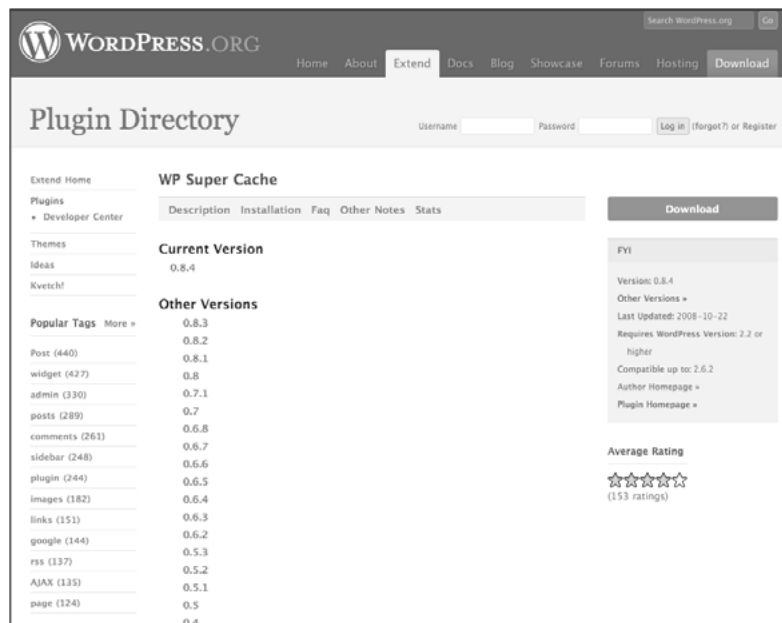 Search WordPress.org Go
WORDPRESS.ORG
Home About Extend Docs Blog Showcase Forums Hosting Download
Plugin Directory
Username Password Log in (forgot?) or Register
Extend Home
Plugins
• Developer Center
Themes
Ideas
Kvetch!
Popular Tags More »
Post (440)
widget (427)
admin (330)
posts (289)
comments (261)
sidebar (248)
plugin (244)
images (182)
links (151)
google (144)
rss (137)
AJAX (135)
page (124)
WP Super Cache
Description Installation Faq Other Notes Stats
Current Version
0.8.4
Other Versions
0.8.3
0.8.2
0.8.1
0.8
0.7.1
0.7
0.6.8
0.6.7
0.6.6
0.6.5
0.6.4
0.6.3
0.6.2
0.5.3
0.5.2
0.5.1
0.5
0.4
Download
FYI
Version: 0.8.4
Other Versions »
Last Updated: 2008-10-22
Requires WordPress Version: 2.2 or
higher
Compatible up to: 2.6.2
Author Homepage »
Plugin Homepage »
Average Rating
(153 ratings)